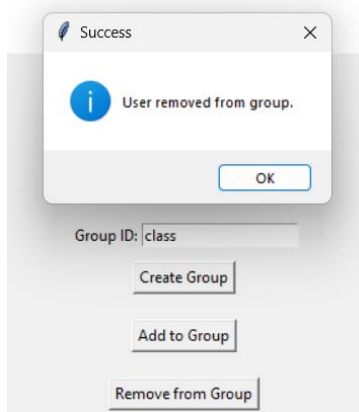 Success
User removed from group.
OK
Group ID: class
Create Group
Add to Group
Remove from Group